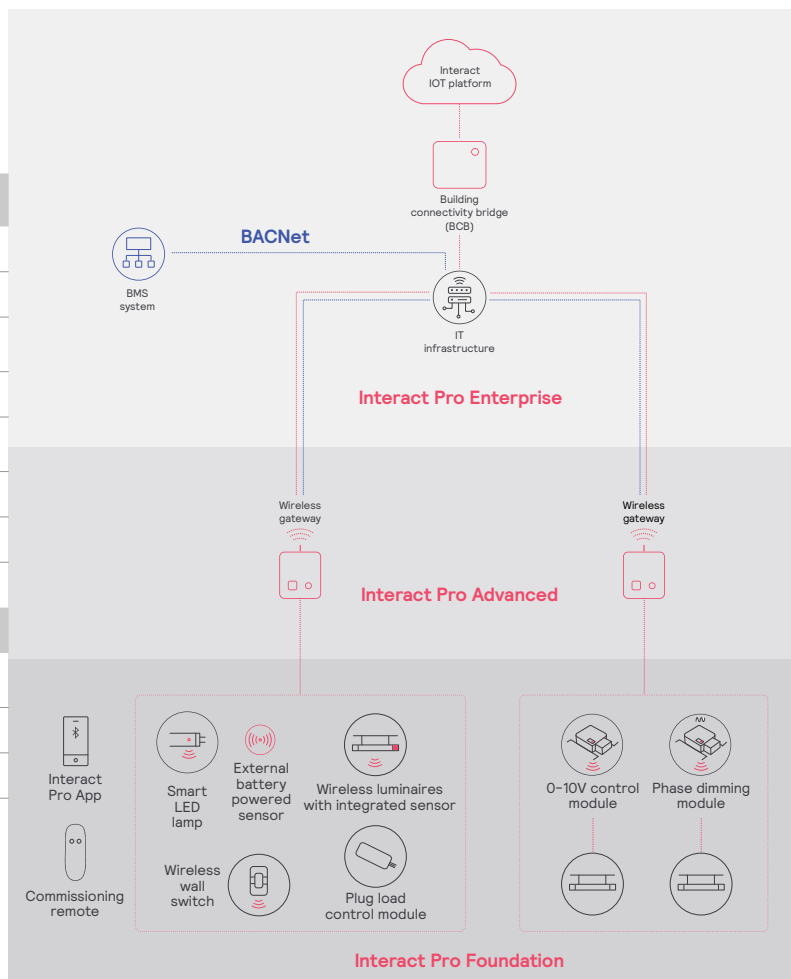 Interact
IOT platform
Building
connectivity bridge
(BCB)
BACNet
BMS
system
IT
infrastructure
Interact Pro Enterprise
Wireless
gateway
Wireless
gateway
Interact Pro Advanced
Interact
Pro App
Smart
LED
lamp
External
battery
powered
sensor
Wireless luminaires
with integrated sensor
0-10V control
module
Phase dimming
module
Commissioning
remote
Wireless
wall
switch
Plug load
control module
Interact Pro Foundation